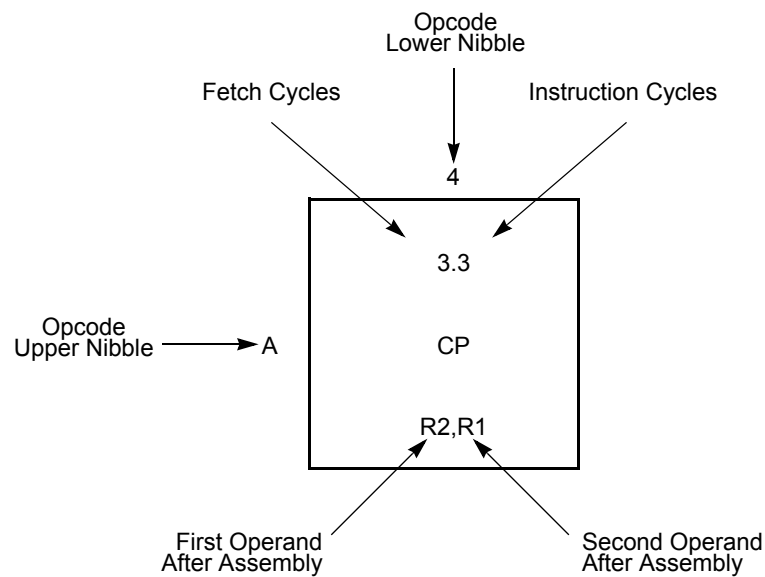 Opcode
Lower Nibble
Fetch Cycles
Instruction Cycles
4
3.3
Opcode
Upper Nibble
A
CP
R2,R1
First Operand
After Assembly
Second Operand
After Assembly